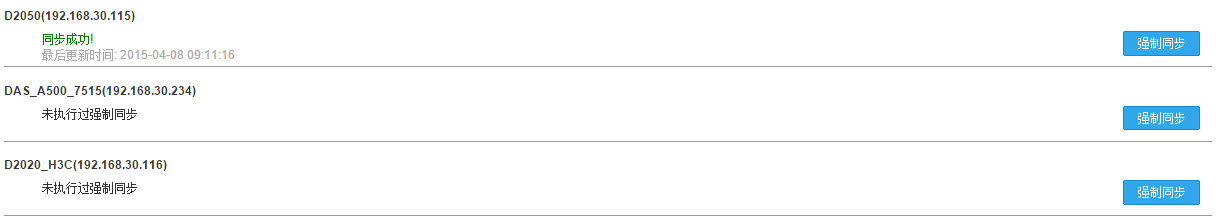 D2050(192.168.30.115)
同步成功!
强制同步
最后更新时间: 2015-04-08 09:11:16
DAS_A500_7515(192.168.30.234)
未执行过强制同步
强制同步
D2020_H3C(192.168.30.116)
未执行过强制同步
强制同步